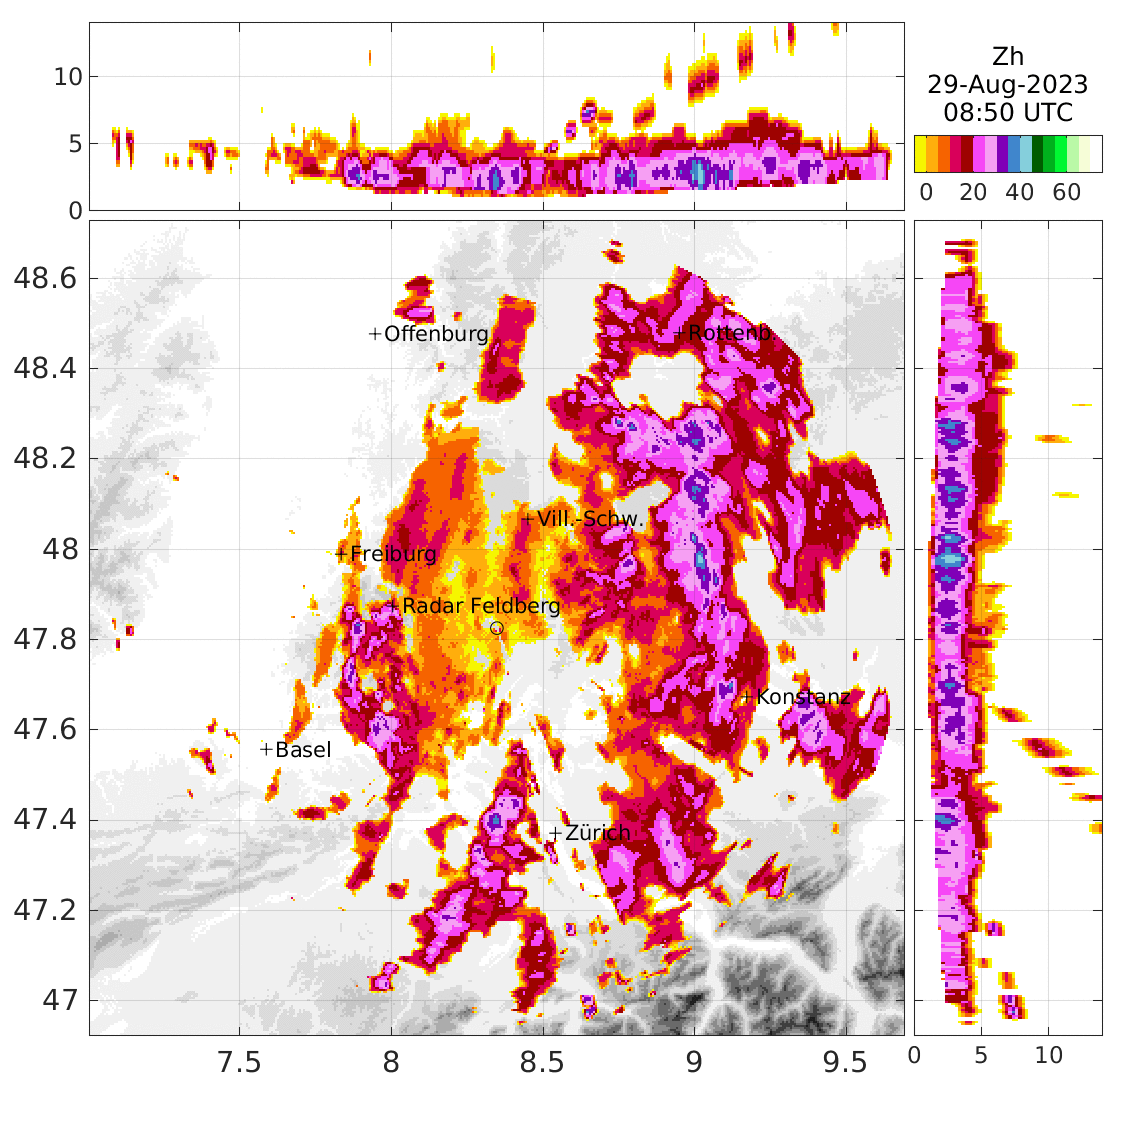 10
5
0
Zh
29-Aug-2023
08:50 UTC
0 20 40 60
48.6
48.4
48.2
48
47.8
47.6
47.4
47.2
47
+Offenburg
+Rottenb.
+Vill.-Schw.
+Freiburg
+Radar Feldberg
+Konstanz
+Basel
+Zürich
7.5 8 8.5 9 9.5
0 5 10